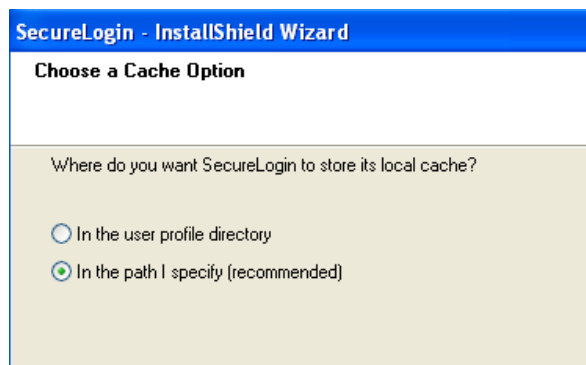 SecureLogin - InstallShield Wizard
Choose a Cache Option
Where do you want SecureLogin to store its local cache?
In the user profile directory
In the path I specify (recommended)